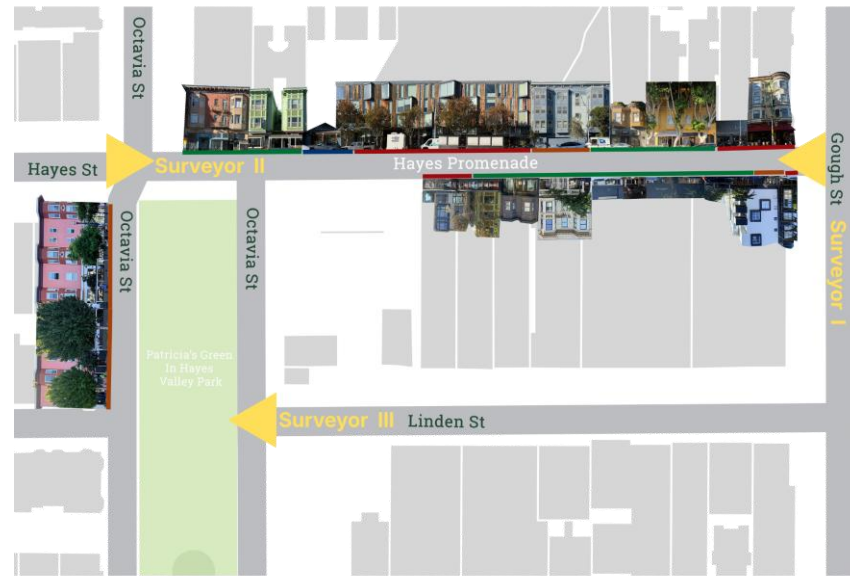 Octavia St
Hayes St
Surveyor II
Hayes Promenade
Gough St
Surveyor I
Octavia St
Octavia St
Patricia's Green
In Hayes
Valley Park
Surveyor III
Linden St